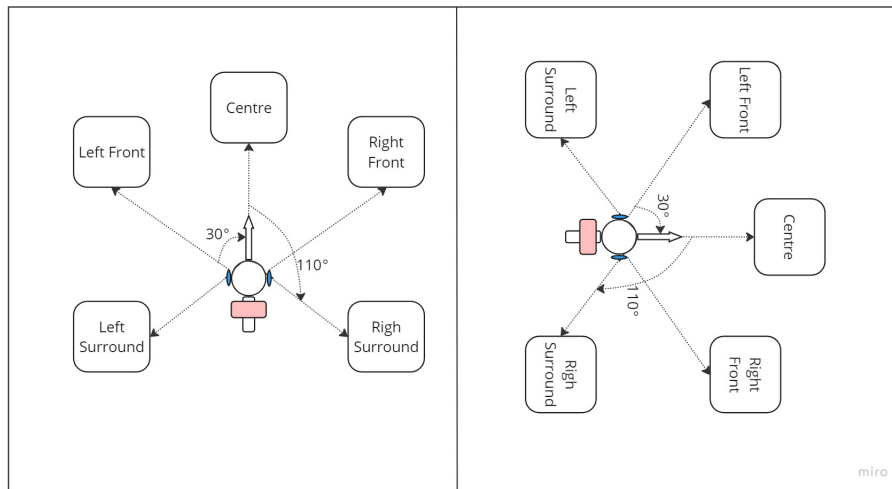 Centre
Left Front
Right
Front
30°
110°
Left
Surround
Righ
Surround
Left
Surround
Left Front
30°
Centre
110°
Righ
Surround
Right
Front
miro